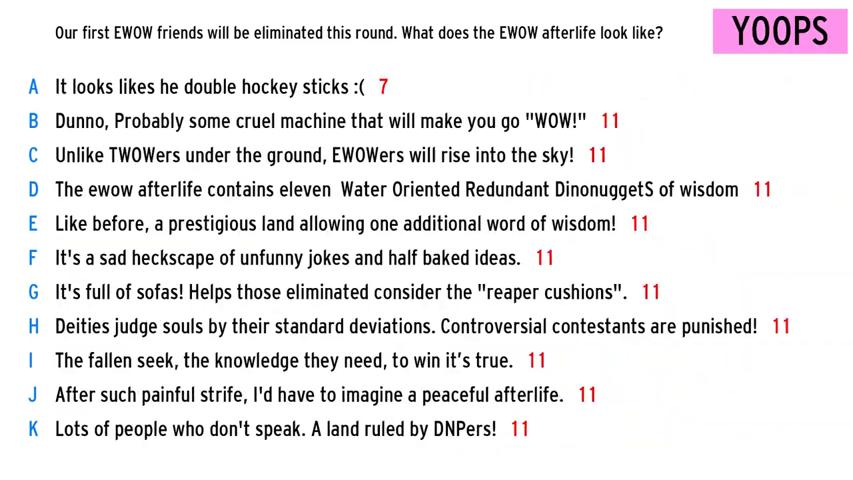 Our first EWOW friends will be eliminated this round. What does the EWOW afterlife look like?
YOOPS
A It looks likes he double hockey sticks :( 7
B Dunno, Probably some cruel machine that will make you go "WOW!" 11
C Unlike TWOWers under the ground, EWOWers will rise into the sky! 11
D The ewow afterlife contains eleven Water Oriented Redundant DinonuggetS of wisdom 11
E Like before, a prestigious land allowing one additional word of wisdom! 11
F It's a sad heckscape of unfunny jokes and half baked ideas. 11
G It's full of sofas! Helps those eliminated consider the "reaper cushions". 11
H Deities judge souls by their standard deviations. Controversial contestants are punished! 11
I The fallen seek, the knowledge they need, to win it’s true. 11
J After such painful strife, I'd have to imagine a peaceful afterlife. 11
K Lots of people who don't speak. A land ruled by DNPers! 11